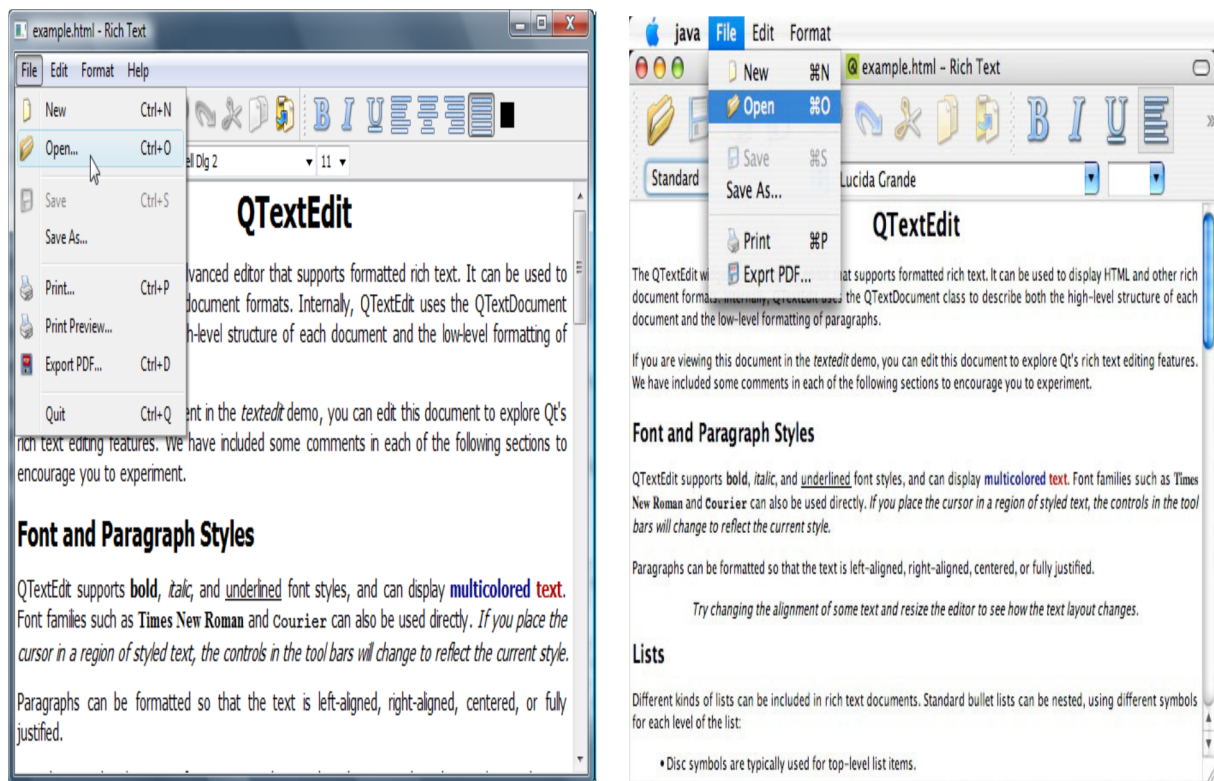 example.html - Rich Text
File Edit Format Help
New Ctrl+N
Open... Ctrl+O
Save Ctrl+S
Save As...
Print... Ctrl+P
Print Preview...
Export PDF... Ctrl+D
Quit Ctrl+Q
ell Dlg 2 11
QTextEdit
dvanced editor that supports formatted rich text. It can be used to
document formats. Internally, QTextEdit uses the QTextDocument
h-level structure of each document and the low-level formatting of
ent in the textedit demo, you can edit this document to explore Qt's
rich text editing features. We have included some comments in each of the following sections to
encourage you to experiment.
Font and Paragraph Styles
QTextEdit supports bold, italic, and underlined font styles, and can display multicolored text.
Font families such as Times New Roman and Courier can also be used directly. If you place the
cursor in a region of styled text, the controls in the tool bars will change to reflect the current style.
Paragraphs can be formatted so that the text is left-aligned, right-aligned, centered, or fully
justified.
java File Edit Format
example.html - Rich Text
New ⌘N
Open ⌘O
Save ⌘S
Save As...
Print ⌘P
Exprt PDF...
Standard Lucida Grande
QTextEdit
The QTextEdit wi at supports formatted rich text. It can be used to display HTML and other rich
document formats. Internally, QTextEdit uses the QTextDocument class to describe both the high-level structure of each
document and the low-level formatting of paragraphs.
If you are viewing this document in the textedit demo, you can edit this document to explore Qt's rich text editing features.
We have included some comments in each of the following sections to encourage you to experiment.
Font and Paragraph Styles
QTextEdit supports bold, italic, and underlined font styles, and can display multicolored text. Font families such as Times
New Roman and Courier can also be used directly. If you place the cursor in a region of styled text, the controls in the tool
bars will change to reflect the current style.
Paragraphs can be formatted so that the text is left-aligned, right-aligned, centered, or fully justified.
Try changing the alignment of some text and resize the editor to see how the text layout changes.
Lists
Different kinds of lists can be included in rich text documents. Standard bullet lists can be nested, using different symbols
for each level of the list:
• Disc symbols are typically used for top-level list items.